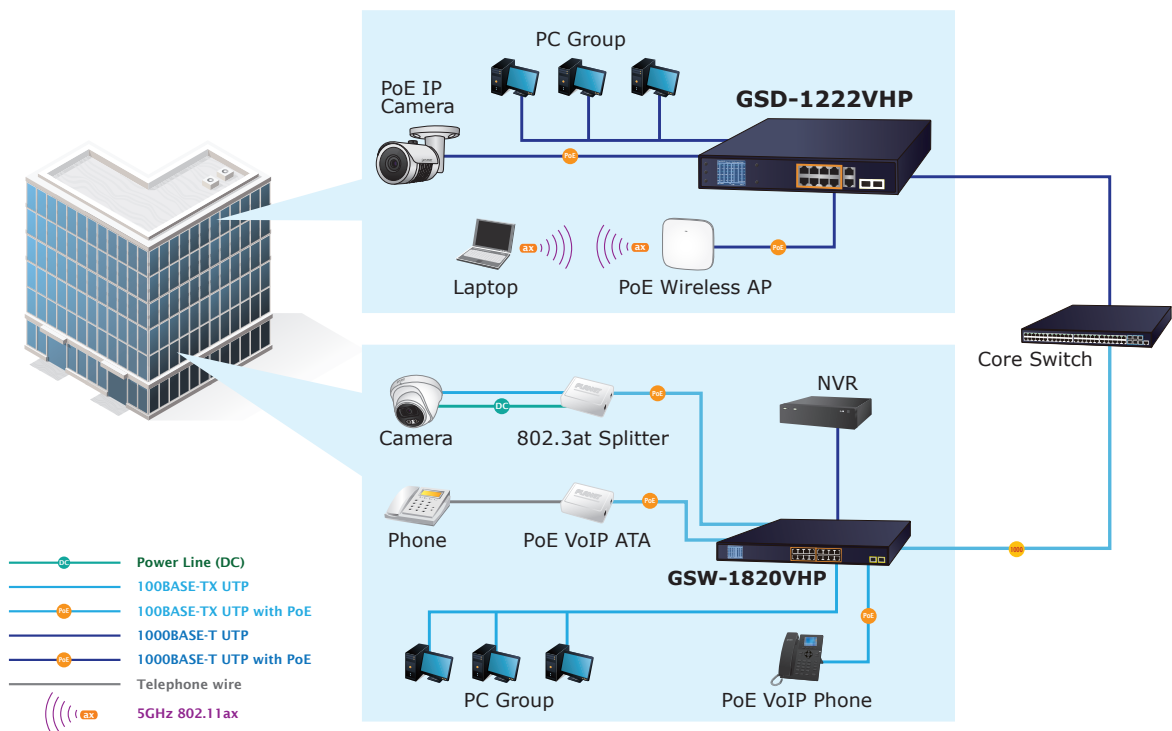 PC Group
PoE IP
Camera
GSD-1222VHP
PoE
ax
ax
PoE
Laptop
PoE Wireless AP
Core Switch
NVR
PLANET
PoE
DC
Camera
802.3at Splitter
PLANET
PoE
Phone
PoE VoIP ATA
1000
GSW-1820VHP
PoE
PC Group
PoE VoIP Phone
DC
Power Line (DC)
100BASE-TX UTP
PoE
100BASE-TX UTP with PoE
1000BASE-T UTP
PoE
1000BASE-T UTP with PoE
Telephone wire
ax
5GHz 802.11ax